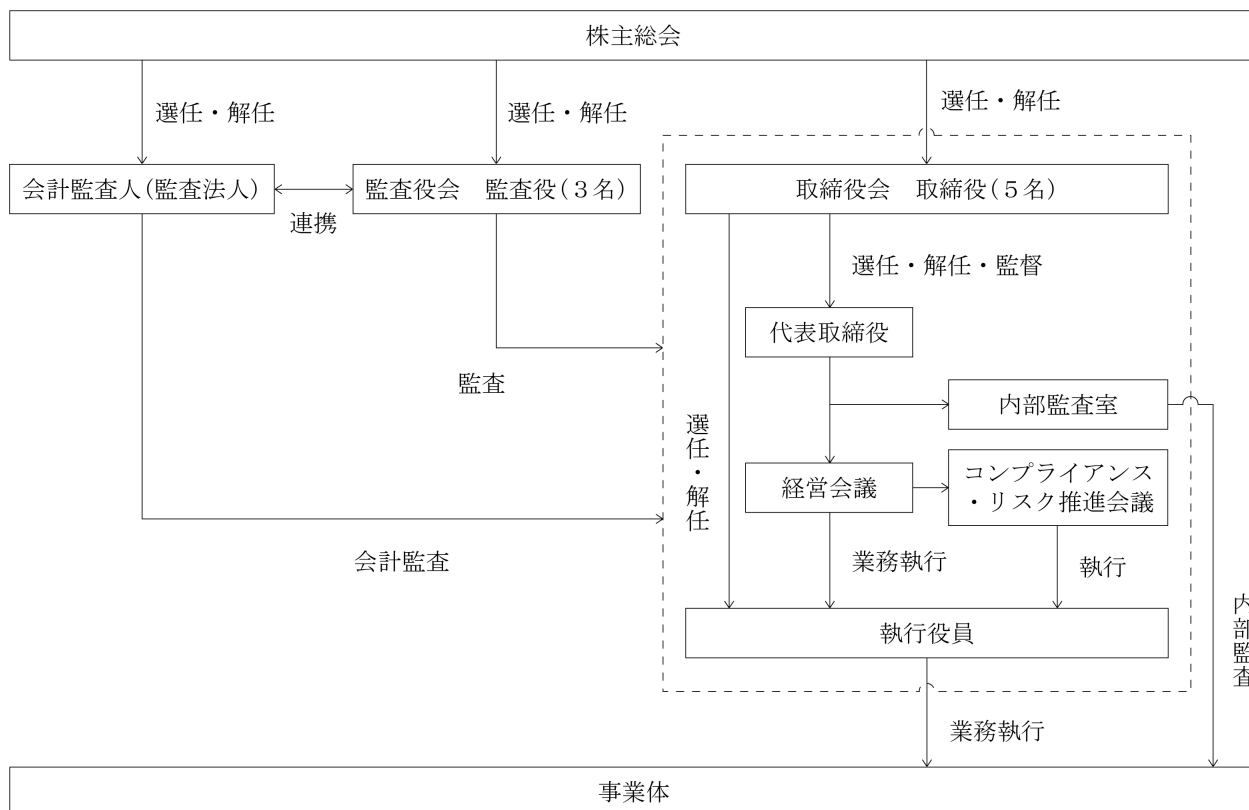 株主総会
選任・解任
選任・解任
選任・解任
会計監査人(監査法人)
監査役会　監査役(３名)
取締役会　取締役(５名)
連携
選任・解任・監督
代表取締役
監査
内部監査室
選任・解任
経営会議
コンプライアンス
・リスク推進会議
会計監査
業務執行
執行
執行役員
内部監査
業務執行
事業体